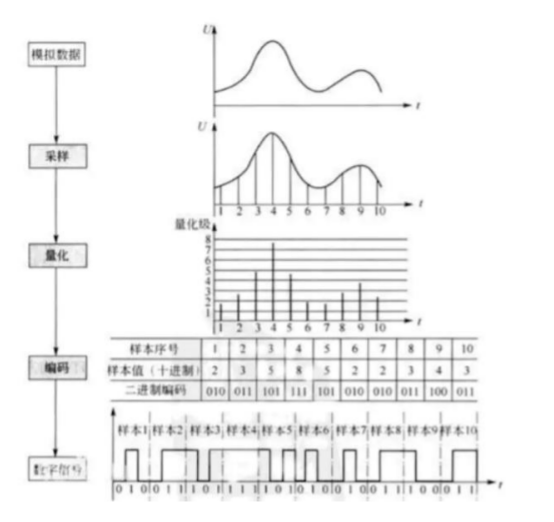 模拟数据
U
t
采样
U
1 2 3 4 5 6 7 8 9 10
t
量化级
量化
8
7
6
5
4
3
2
1
1 2 3 4 5 6 7 8 9 10
t
编码
样本序号 1 2 3 4 5 6 7 8 9 10
样本值（十进制） 2 3 5 8 5 2 2 3 4 3
二进制编码 010 011 101 111 101 010 010 011 100 011
样本1 样本2 样本3 样本4 样本5 样本6 样本7 样本8 样本9 样本10
数字信号
0 1 0 0 1 1 1 0 1 1 1 1 1 0 1 0 1 0 0 1 0 0 1 1 1 0 0 0 1 1
t